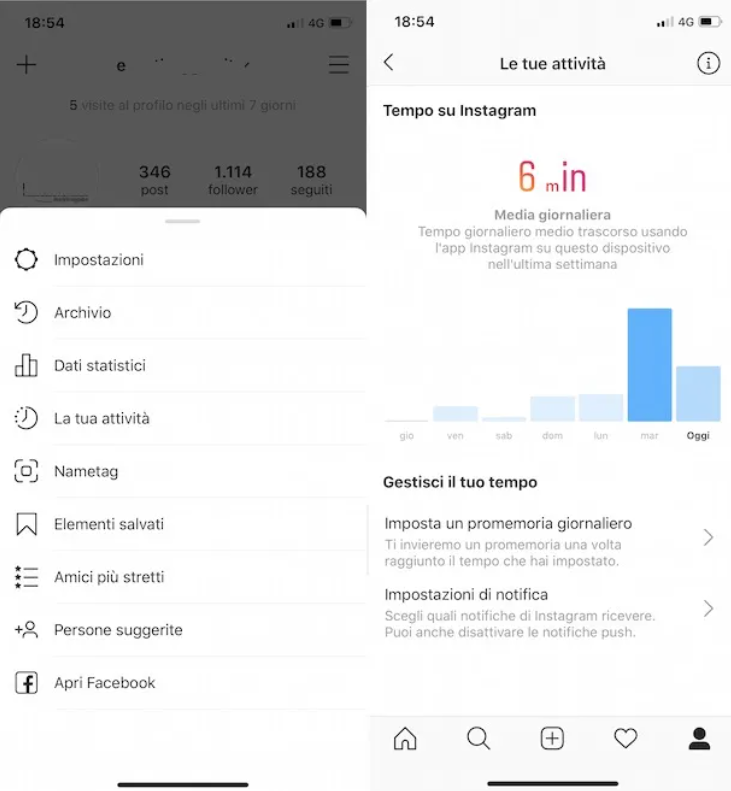 18:54
4G
5 visite al profilo negli ultimi 7 giorni
346 1.114 188
post follower seguiti
Impostazioni
Archivio
Dati statistici
La tua attività
Nametag
Elementi salvati
Amici più stretti
Persone suggerite
Apri Facebook
18:54
4G
Le tue attività
Tempo su Instagram
6 min
Media giornaliera
Tempo giornaliero medio trascorso usando
l'app Instagram su questo dispositivo
nell'ultima settimana
gio ven sab dom lun mar Oggi
Gestisci il tuo tempo
Imposta un promemoria giornaliero
Ti invieremo un promemoria una volta
raggiunto il tempo che hai impostato.
Impostazioni di notifica
Scegli quali notifiche di Instagram ricevere.
Puoi anche disattivare le notifiche push.